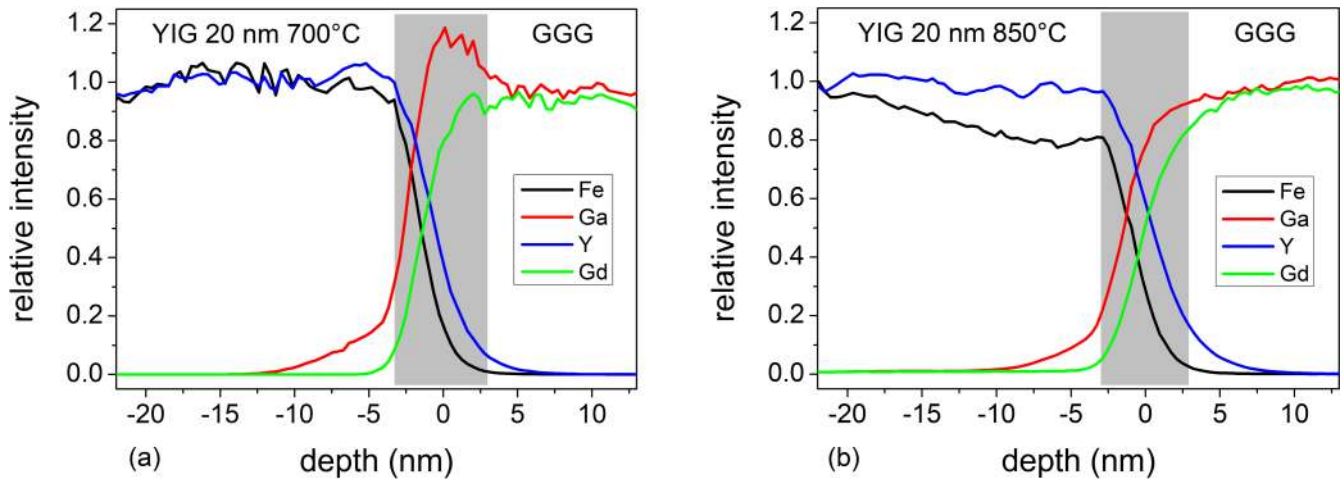 YIG 20 nm 700°C GGG
relative intensity
1.2
1.0
0.8
0.6
0.4
0.2
0.0
Fe
Ga
Y
Gd
-20 -15 -10 -5 0 5 10
(a) depth (nm)
YIG 20 nm 850°C GGG
relative intensity
1.2
1.0
0.8
0.6
0.4
0.2
0.0
Fe
Ga
Y
Gd
-20 -15 -10 -5 0 5 10
(b) depth (nm)